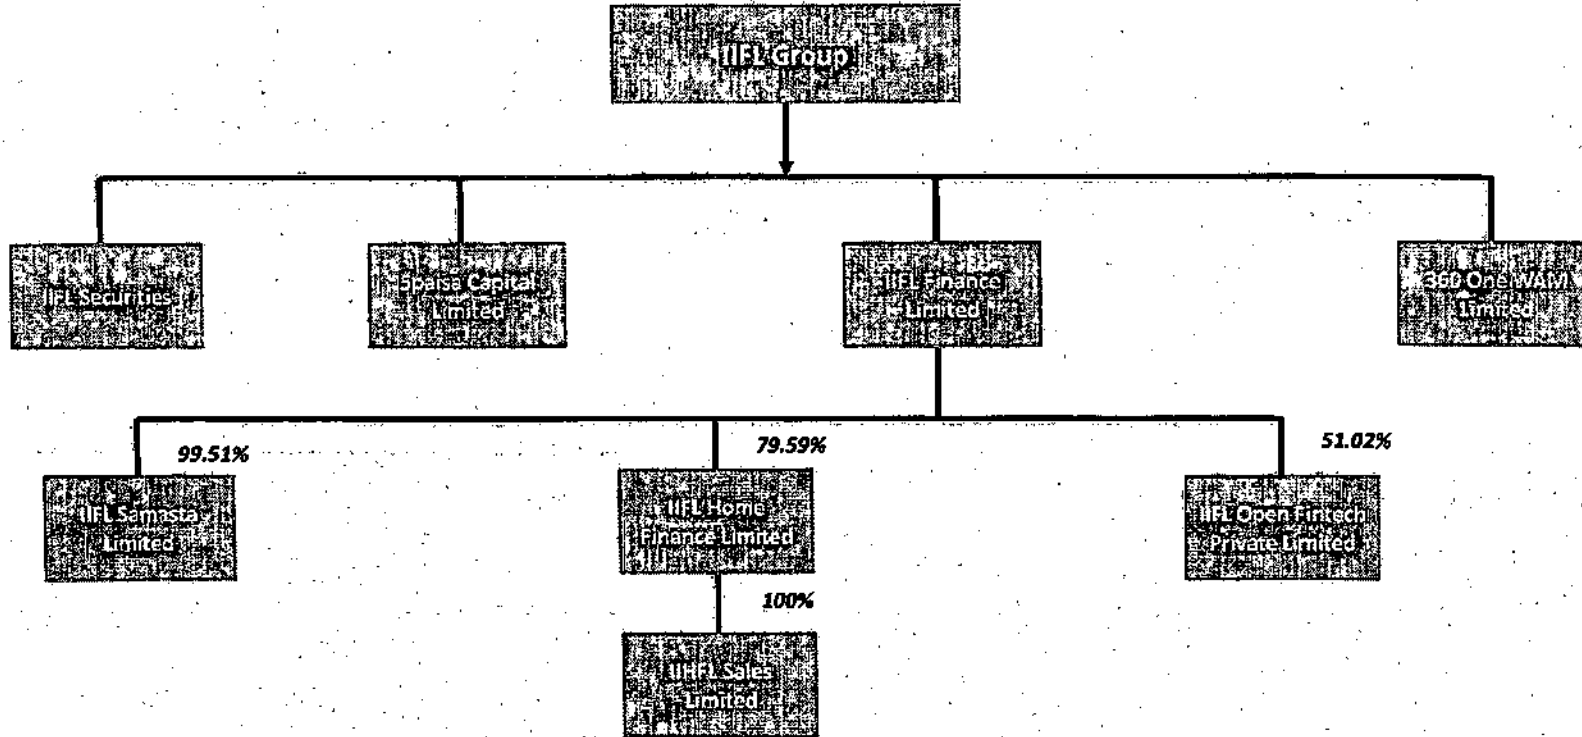 IIFL Group
IIFL Securities
5paisa Capital
Limited
IIFL Finance
Limited
360 One WAM
Limited
99.51%
79.59%
51.02%
IIFL Samasta
Limited
IIFL Home
Finance Limited
IIFL Open Fintech
Private Limited
100%
IIHFL Sales
Limited